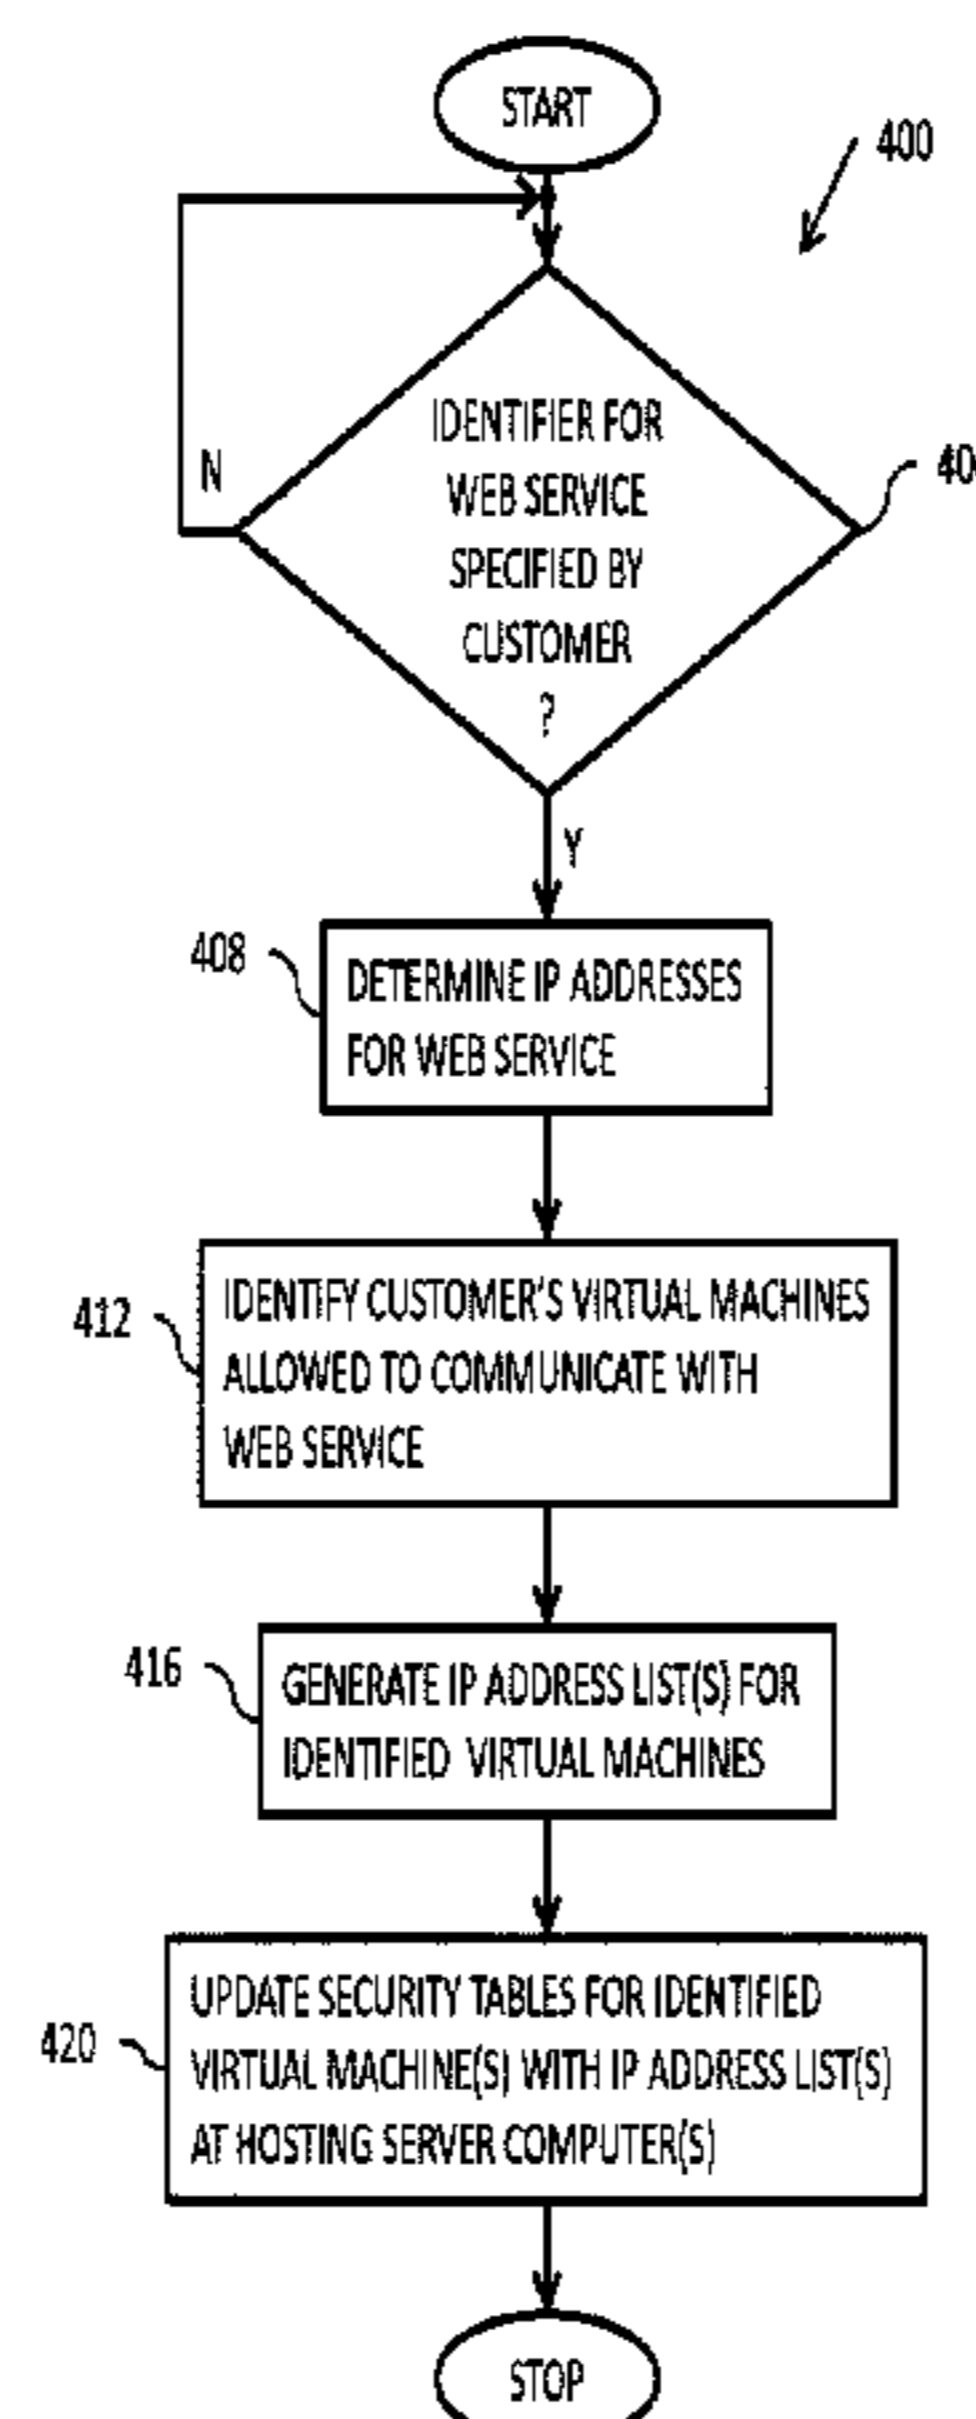 START
400
IDENTIFIER FOR
WEB SERVICE
SPECIFIED BY
CUSTOMER
?
N
Y
408
DETERMINE IP ADDRESSES
FOR WEB SERVICE
412
IDENTIFY CUSTOMER'S VIRTUAL MACHINES
ALLOWED TO COMMUNICATE WITH
WEB SERVICE
416
GENERATE IP ADDRESS LIST(S) FOR
IDENTIFIED VIRTUAL MACHINES
420
UPDATE SECURITY TABLES FOR IDENTIFIED
VIRTUAL MACHINE(S) WITH IP ADDRESS LIST(S)
AT HOSTING SERVER COMPUTER(S)
STOP